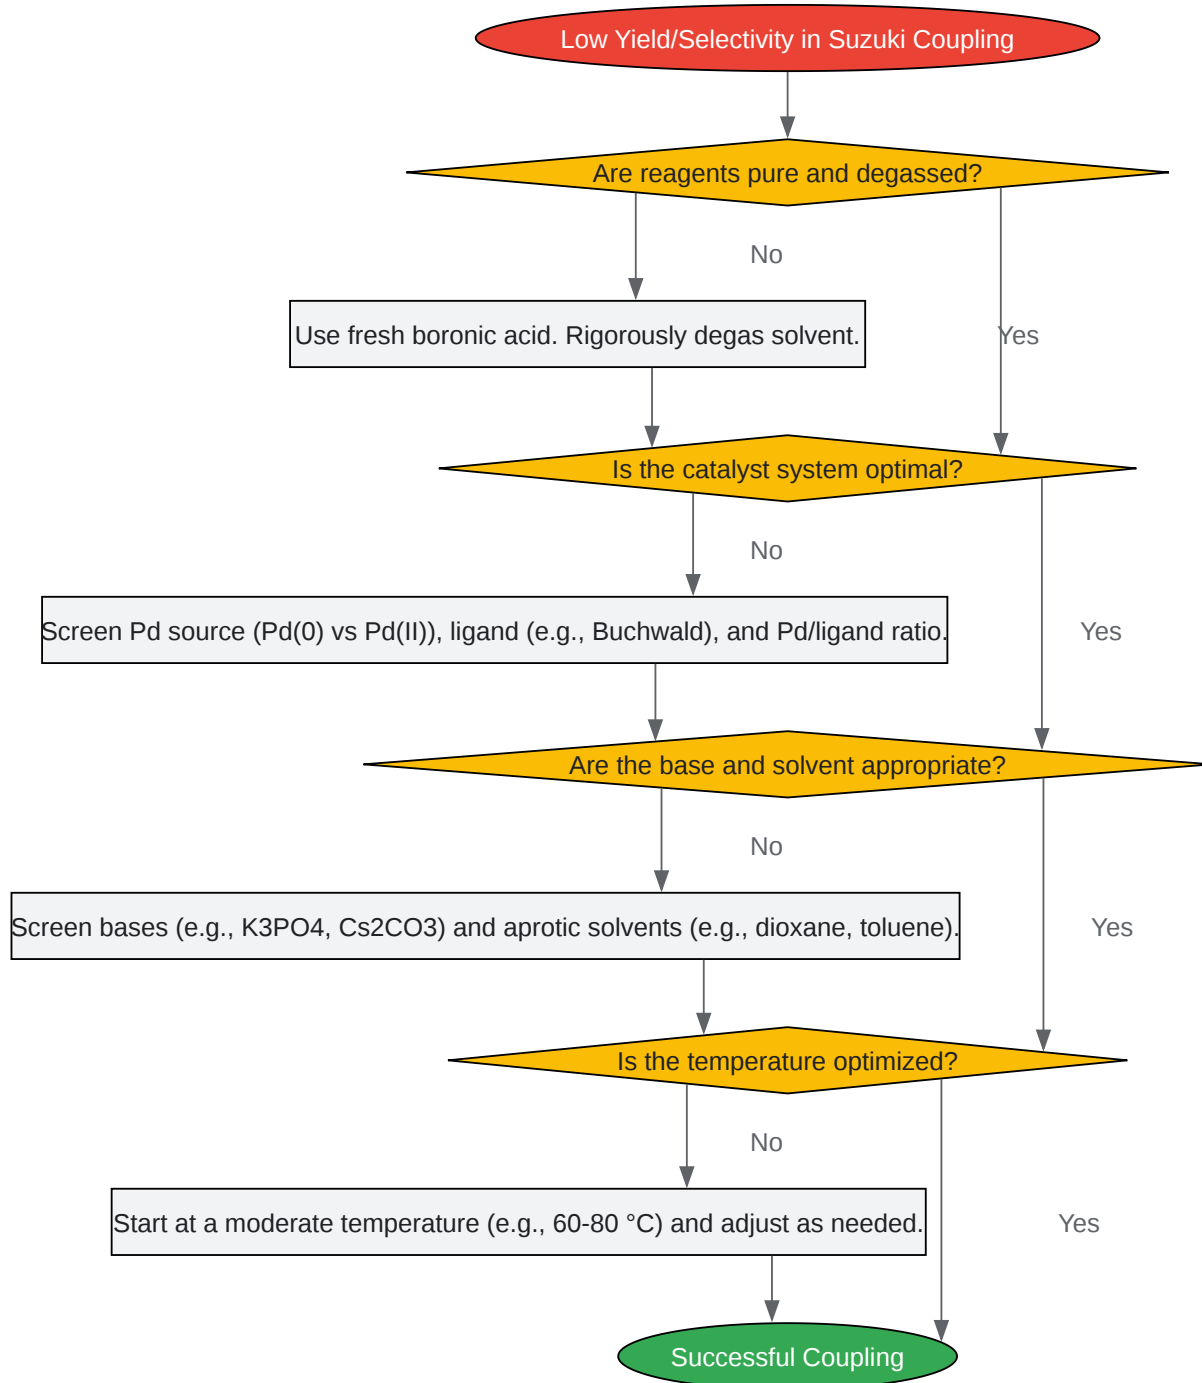 Low Yield/Selectivity in Suzuki Coupling
Are reagents pure and degassed?
No
Use fresh boronic acid. Rigorously degas solvent.
Yes
Is the catalyst system optimal?
No
Screen Pd source (Pd(0) vs Pd(II)), ligand (e.g., Buchwald), and Pd/ligand ratio.
Yes
Are the base and solvent appropriate?
No
Screen bases (e.g., K3PO4, Cs2CO3) and aprotic solvents (e.g., dioxane, toluene).
Yes
Is the temperature optimized?
No
Start at a moderate temperature (e.g., 60-80 °C) and adjust as needed.
Yes
Successful Coupling